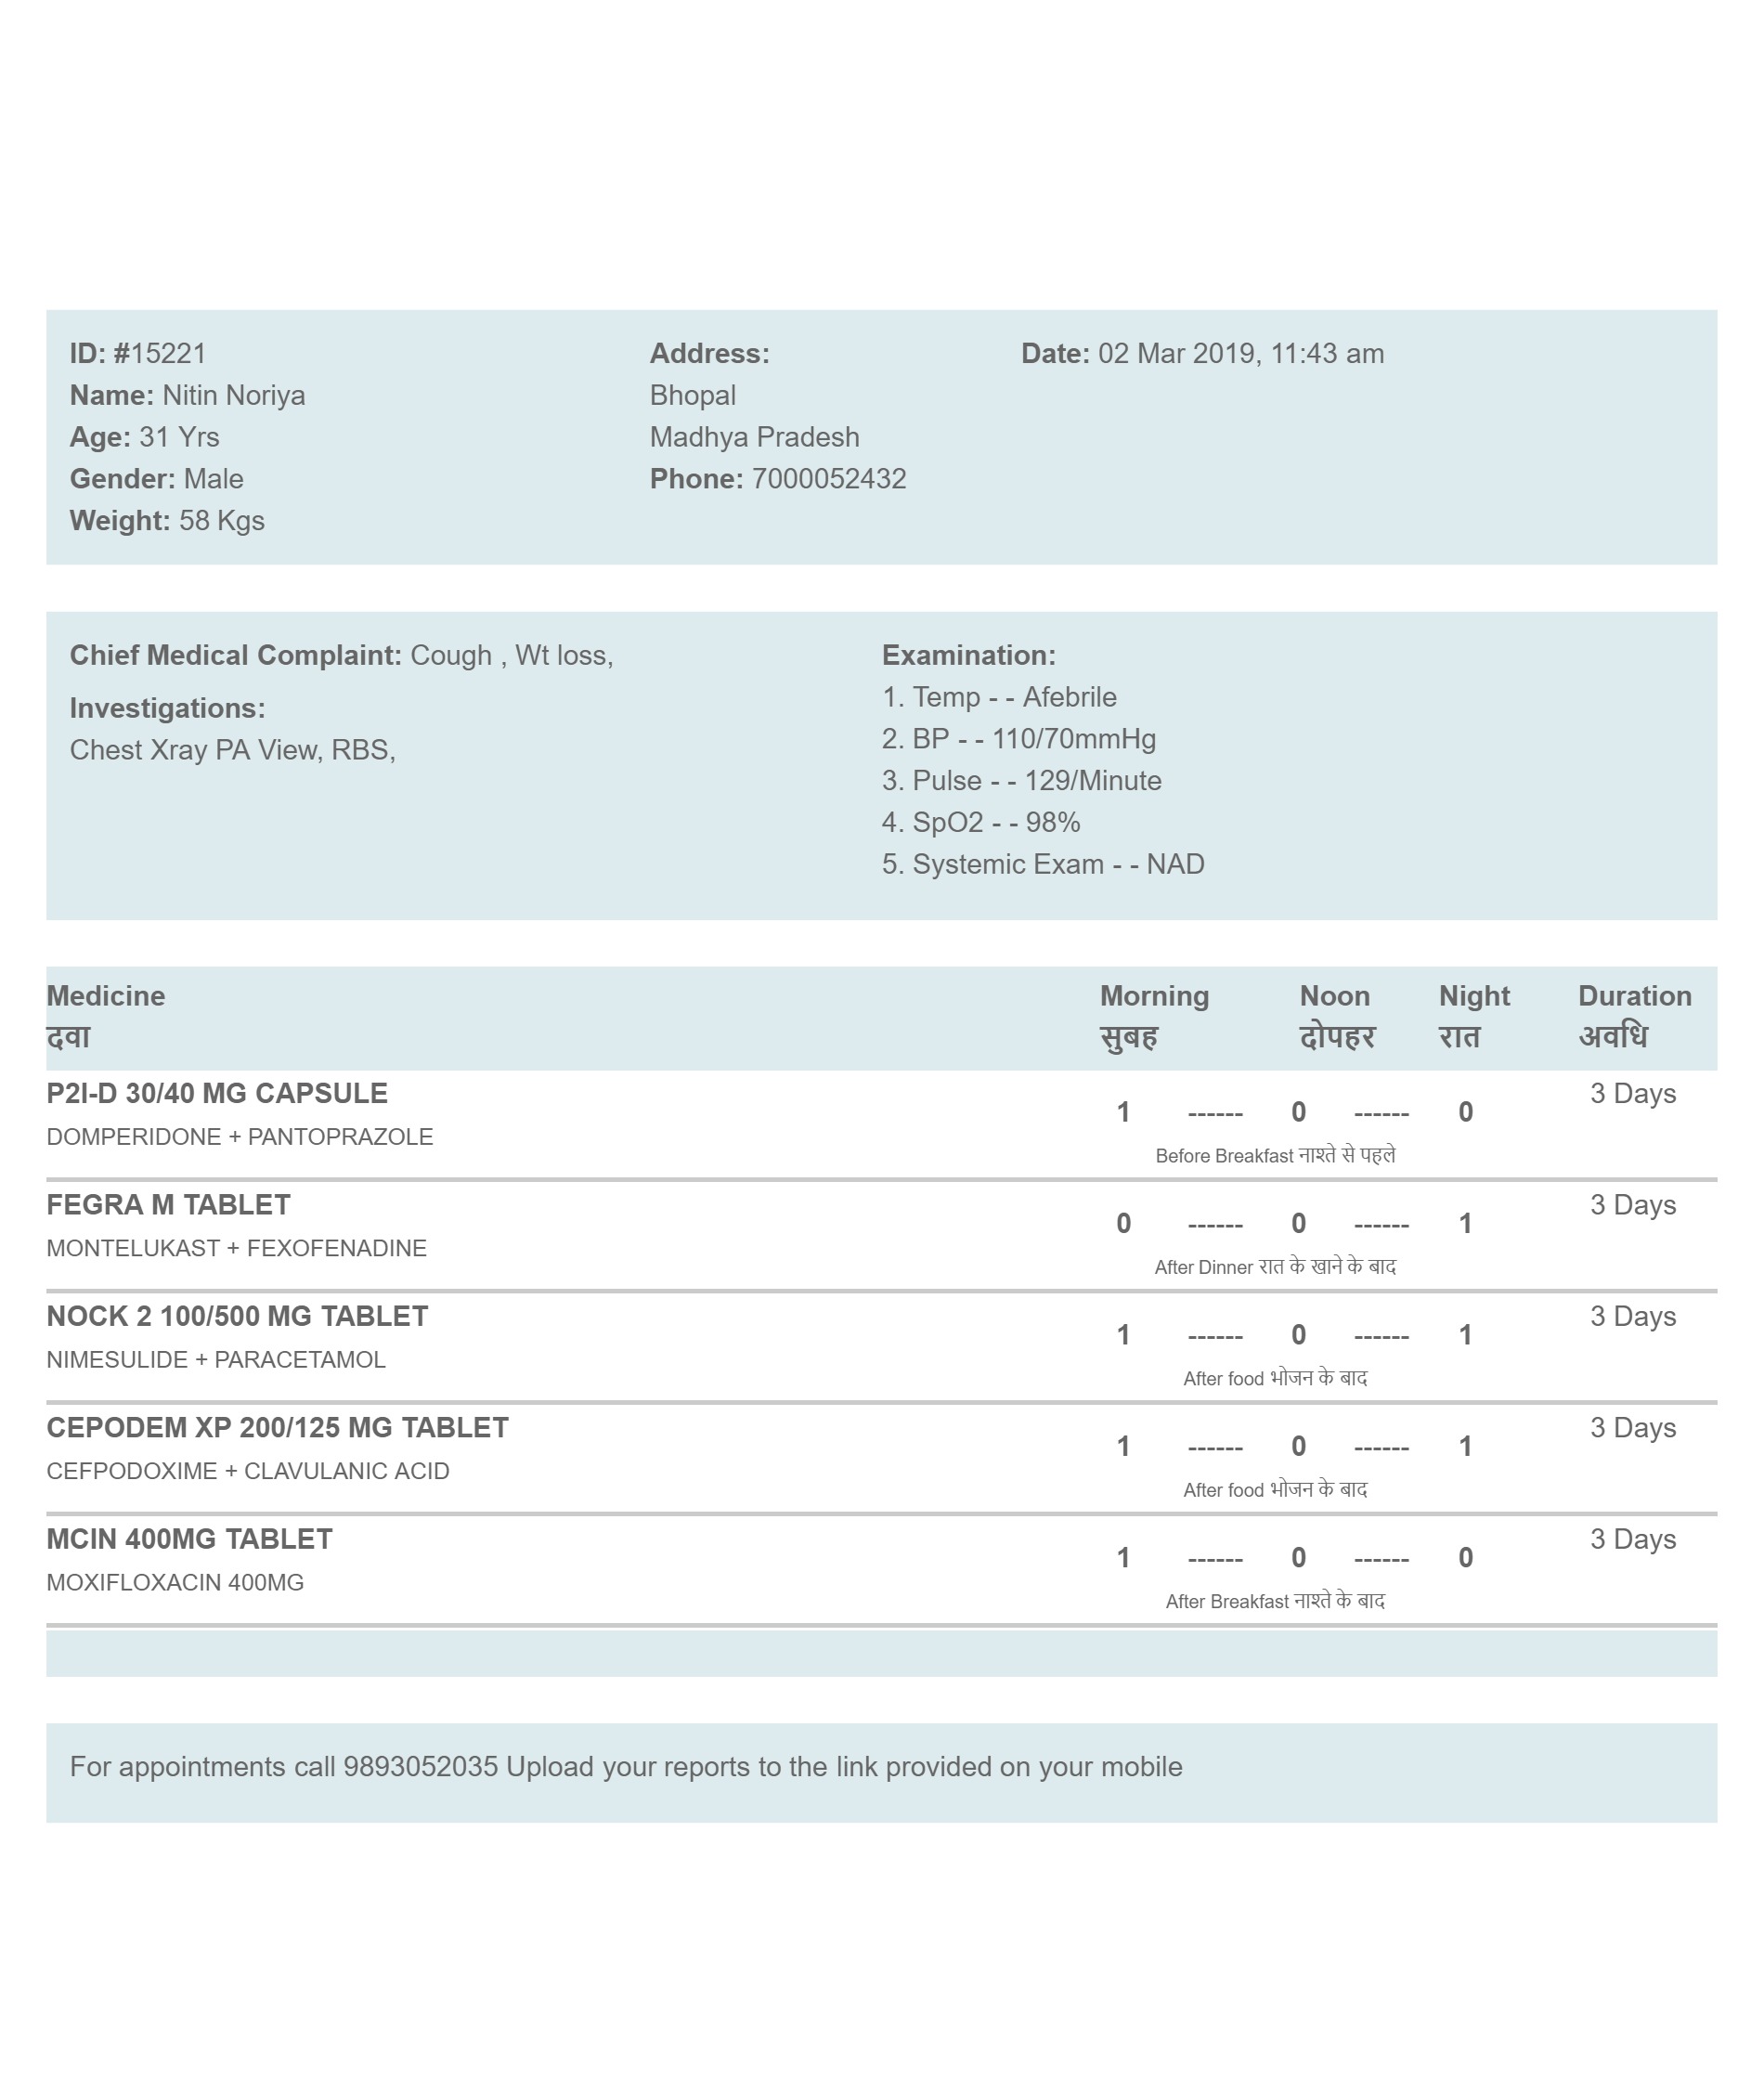 ID: #15221
Name: Nitin Noriya
Age: 31 Yrs
Gender: Male
Weight: 58 Kgs
Address:
Bhopal
Madhya Pradesh
Phone: 7000052432
Date: 02 Mar 2019, 11:43 am
Chief Medical Complaint: Cough , Wt loss,
Investigations:
Chest Xray PA View, RBS,
Examination:
1. Temp - - Afebrile
2. BP - - 110/70mmHg
3. Pulse - - 129/Minute
4. SpO2 - - 98%
5. Systemic Exam - - NAD
Medicine Morning Noon Night Duration
दवा सुबह दोपहर रात अवधि
P2I-D 30/40 MG CAPSULE 3 Days
1 ------ 0 ------ 0
DOMPERIDONE + PANTOPRAZOLE
Before Breakfast नाश्ते से पहले
FEGRA M TABLET 3 Days
0 ------ 0 ------ 1
MONTELUKAST + FEXOFENADINE
After Dinner रात के खाने के बाद
NOCK 2 100/500 MG TABLET 3 Days
1 ------ 0 ------ 1
NIMESULIDE + PARACETAMOL
After food भोजन के बाद
CEPODEM XP 200/125 MG TABLET 3 Days
1 ------ 0 ------ 1
CEFPODOXIME + CLAVULANIC ACID
After food भोजन के बाद
MCIN 400MG TABLET 3 Days
1 ------ 0 ------ 0
MOXIFLOXACIN 400MG
After Breakfast नाश्ते के बाद
For appointments call 9893052035 Upload your reports to the link provided on your mobile